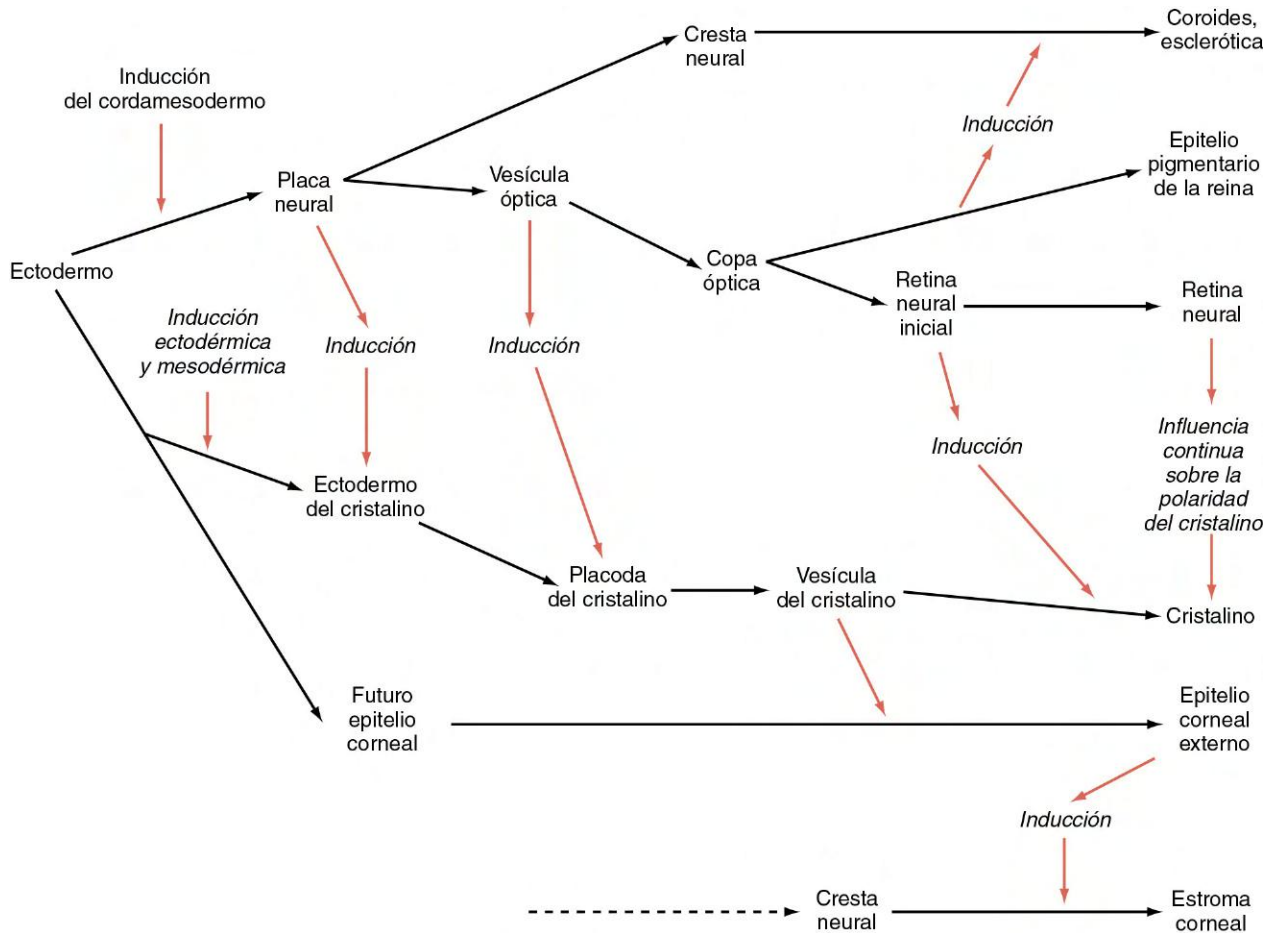 Coroides,
esclerótica
Cresta
neural
Inducción
del cordamesodermo
Inducción
Epitelio
pigmentario
de la reina
Placa
neural
Vesícula
óptica
Ectodermo
Copa
óptica
Retina
neural
inicial
Retina
neural
Inducción
ectodérmica
y mesodérmica
Inducción
Inducción
Inducción
Influencia
continua
sobre la
polaridad
del cristalino
Ectodermo
del cristalino
Placoda
del cristalino
Vesícula
del cristalino
Cristalino
Futuro
epitelio
corneal
Epitelio
corneal
externo
Inducción
Cresta
neural
Estroma
corneal